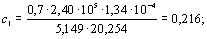 c₁ = (0,7 · 2,40 · 10⁵ · 1,34 · 10⁻⁴) / (5,149 · 20,254) = 0,216;